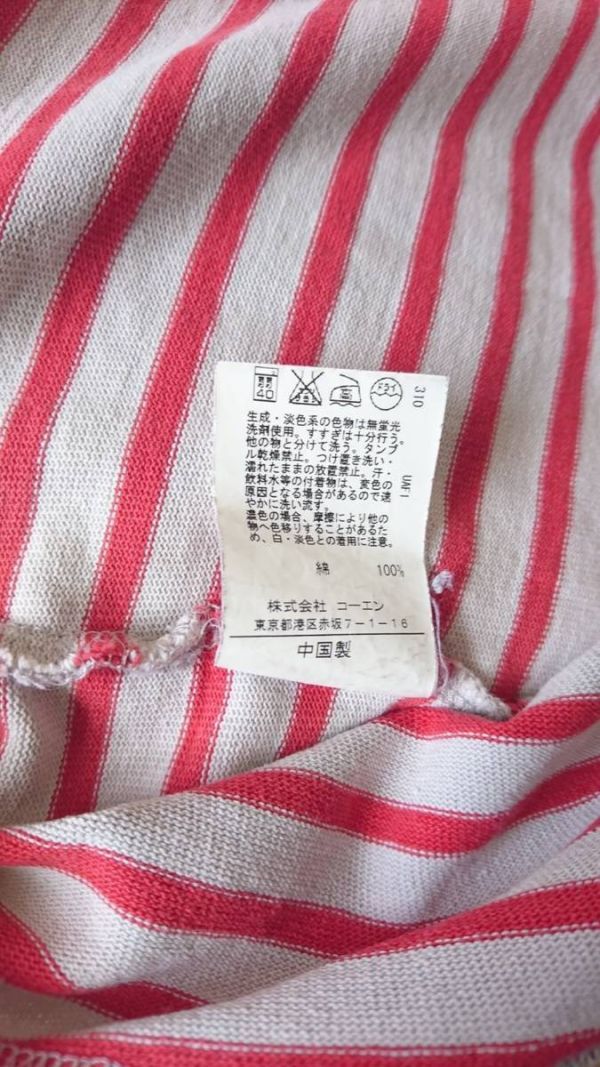 40
ドライ
310
生成・淡色系の色物は無蛍光
洗剤使用。すすぎは十分行う。
他の物と分けて洗う。タンブ
ル乾燥禁止。つけ置き洗い・
濡れたままの放置禁止。汗・
飲料水等の付着物は、変色の
原因となる場合があるので速
やかに洗い流す。
濃色の場合、摩擦により他の
物へ色移りすることがあるた
め、白・淡色との着用に注意。
UAF1
綿 100%
株式会社 コーエン
東京都港区赤坂7-1-16
中国製